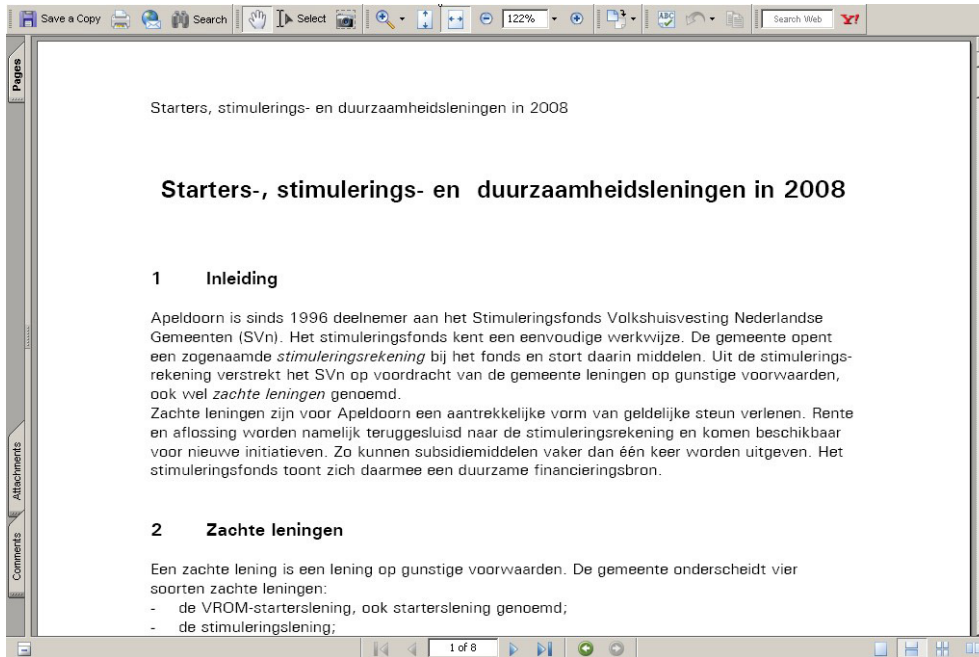 Save a Copy Search Select 122% Search Web Y!
Pages
Starters, stimulerings- en duurzaamheidsleningen in 2008
Starters-, stimulerings- en duurzaamheidsleningen in 2008
1 Inleiding
Apeldoorn is sinds 1996 deelnemer aan het Stimuleringsfonds Volkshuisvesting Nederlandse
Gemeenten (SVn). Het stimuleringsfonds kent een eenvoudige werkwijze. De gemeente opent
een zogenaamde stimuleringsrekening bij het fonds en stort daarin middelen. Uit de stimulerings-
rekening verstrekt het SVn op voordracht van de gemeente leningen op gunstige voorwaarden,
ook wel zachte leningen genoemd.
Zachte leningen zijn voor Apeldoorn een aantrekkelijke vorm van geldelijke steun verlenen. Rente
en aflossing worden namelijk teruggesluisd naar de stimuleringsrekening en komen beschikbaar
voor nieuwe initiatieven. Zo kunnen subsidiemiddelen vaker dan één keer worden uitgeven. Het
stimuleringsfonds toont zich daarmee een duurzame financieringsbron.
Attachments
2 Zachte leningen
Comments
Een zachte lening is een lening op gunstige voorwaarden. De gemeente onderscheidt vier
soorten zachte leningen:
- de VROM-starterslening, ook starterslening genoemd;
- de stimuleringslening;
1 of 8